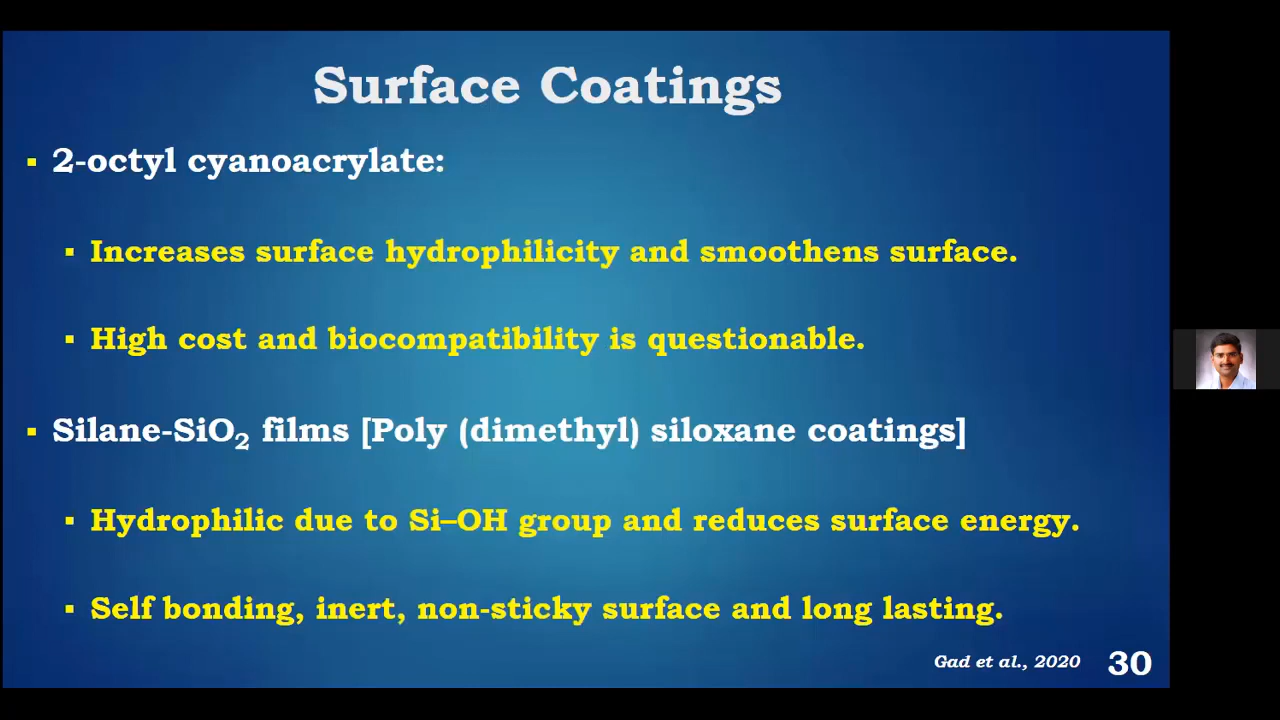 Surface Coatings
▪ 2-octyl cyanoacrylate:
▪ Increases surface hydrophilicity and smoothens surface.
▪ High cost and biocompatibility is questionable.
▪ Silane-SiO₂ films [Poly (dimethyl) siloxane coatings]
▪ Hydrophilic due to Si–OH group and reduces surface energy.
▪ Self bonding, inert, non-sticky surface and long lasting.
Gad et al., 2020 30